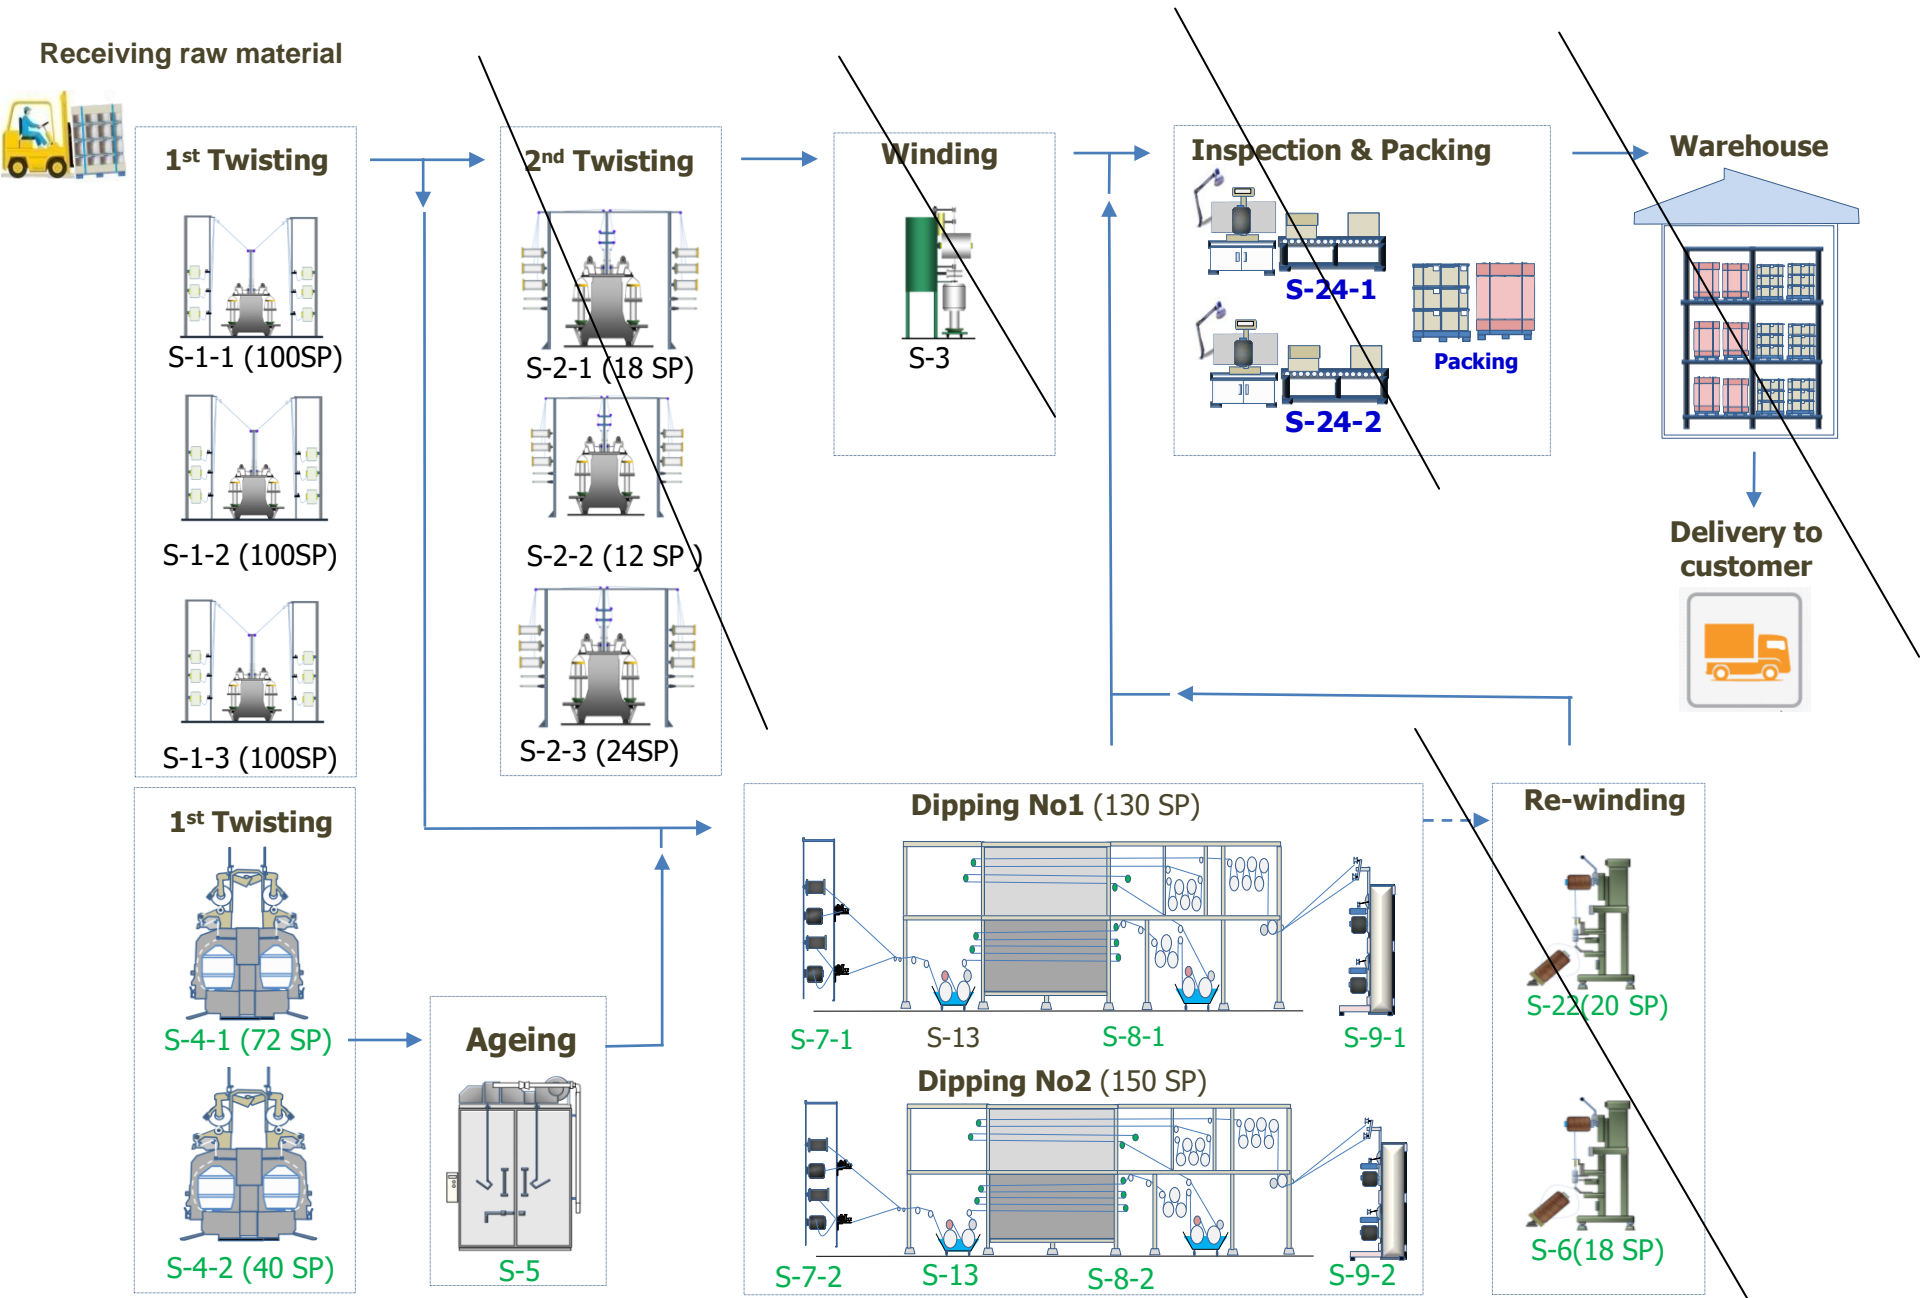 Receiving raw material
1st Twisting
S-1-1 (100SP)
S-1-2 (100SP)
S-1-3 (100SP)
2nd Twisting
S-2-1 (18 SP)
S-2-2 (12 SP )
S-2-3 (24SP)
Winding
S-3
Inspection & Packing
S-24-1
S-24-2
Packing
Warehouse
Delivery to
customer
1st Twisting
S-4-1 (72 SP)
S-4-2 (40 SP)
Ageing
S-5
Dipping No1 (130 SP)
S-7-1
S-13
S-8-1
S-9-1
Dipping No2 (150 SP)
S-7-2
S-13
S-8-2
S-9-2
Re-winding
S-22(20 SP)
S-6(18 SP)